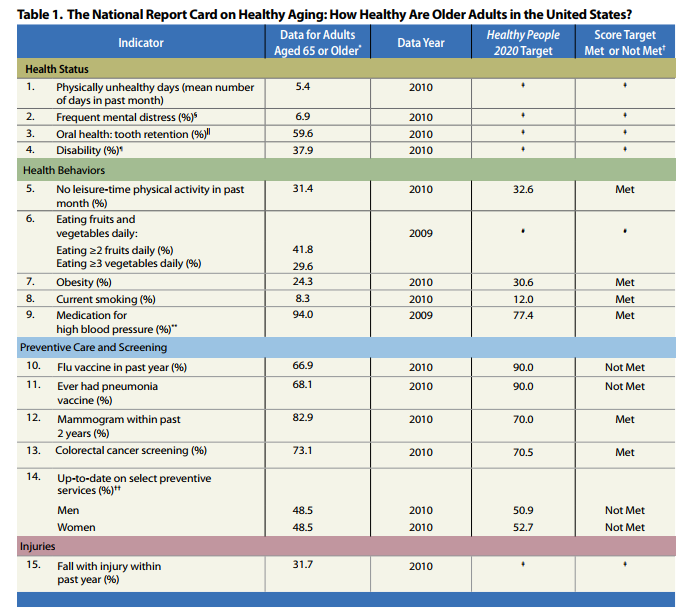 Table 1. The National Report Card on Healthy Aging: How Healthy Are Older Adults in the United States?
Indicator Data for Adults Aged 65 or Older* Data Year Healthy People 2020 Target Score Target Met or Not Met†
Health Status
1. Physically unhealthy days (mean number of days in past month) 5.4 2010 ‡ ‡
2. Frequent mental distress (%)§ 6.9 2010 ‡ ‡
3. Oral health: tooth retention (%)‖ 59.6 2010 ‡ ‡
4. Disability (%)¶ 37.9 2010 ‡ ‡
Health Behaviors
5. No leisure-time physical activity in past month (%) 31.4 2010 32.6 Met
6. Eating fruits and vegetables daily: 2009 ‡ ‡
Eating ≥2 fruits daily (%) 41.8
Eating ≥3 vegetables daily (%) 29.6
7. Obesity (%) 24.3 2010 30.6 Met
8. Current smoking (%) 8.3 2010 12.0 Met
9. Medication for high blood pressure (%)** 94.0 2009 77.4 Met
Preventive Care and Screening
10. Flu vaccine in past year (%) 66.9 2010 90.0 Not Met
11. Ever had pneumonia vaccine (%) 68.1 2010 90.0 Not Met
12. Mammogram within past 2 years (%) 82.9 2010 70.0 Met
13. Colorectal cancer screening (%) 73.1 2010 70.5 Met
14. Up-to-date on select preventive services (%)††
Men 48.5 2010 50.9 Not Met
Women 48.5 2010 52.7 Not Met
Injuries
15. Fall with injury within past year (%) 31.7 2010 ‡ ‡